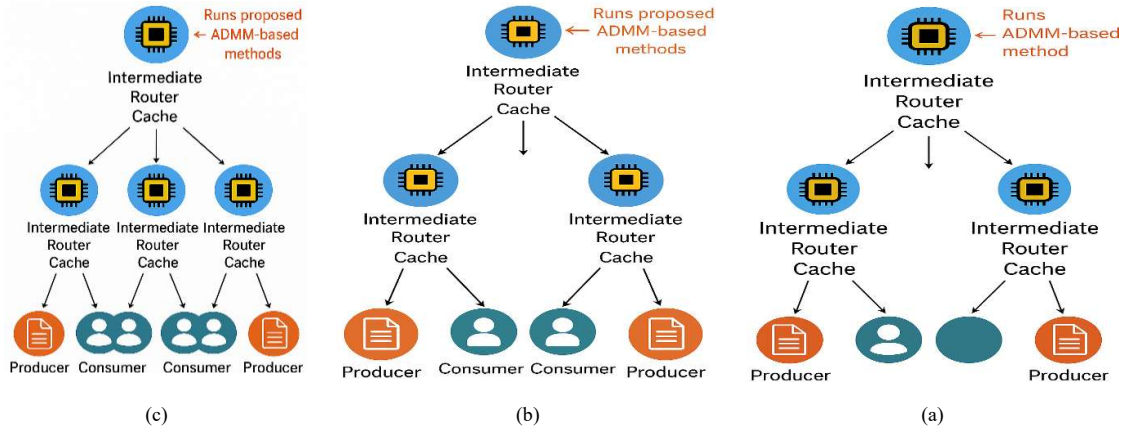 Runs proposed
ADMM-based
methods
Intermediate
Router
Cache
Intermediate
Router
Cache
Intermediate
Router
Cache
Intermediate
Router
Cache
Producer
Consumer
Consumer
Producer
(c)
Runs proposed
ADMM-based
methods
Intermediate
Router
Cache
Intermediate
Router
Cache
Intermediate
Router
Cache
Producer
Consumer
Consumer
Producer
(b)
Runs
ADMM-based
method
Intermediate
Router
Cache
Intermediate
Router
Cache
Intermediate
Router
Cache
Producer
Producer
(a)